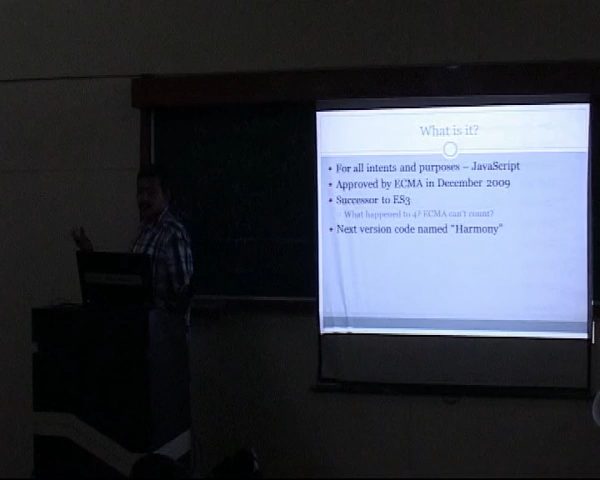 What is it?
• For all intents and purposes – JavaScript
• Approved by ECMA in December 2009
• Successor to ES3
○ What happened to 4? ECMA can't count?
• Next version code named "Harmony"